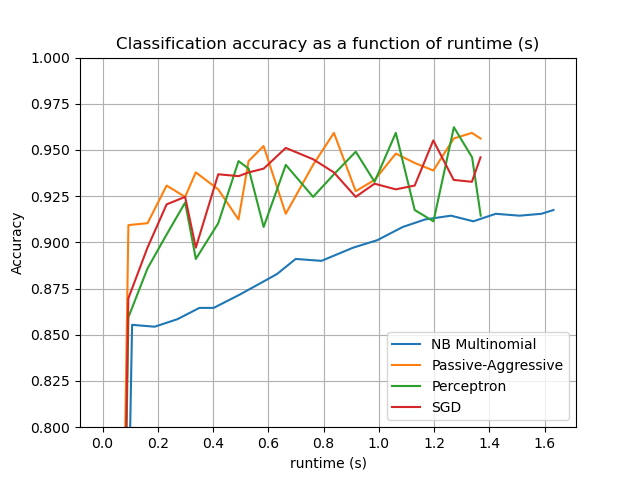 Classification accuracy as a function of runtime (s)
1.000
0.975
0.950
0.925
0.900
0.875
0.850
0.825
0.800
Accuracy
0.0 0.2 0.4 0.6 0.8 1.0 1.2 1.4 1.6
runtime (s)
NB Multinomial
Passive-Aggressive
Perceptron
SGD